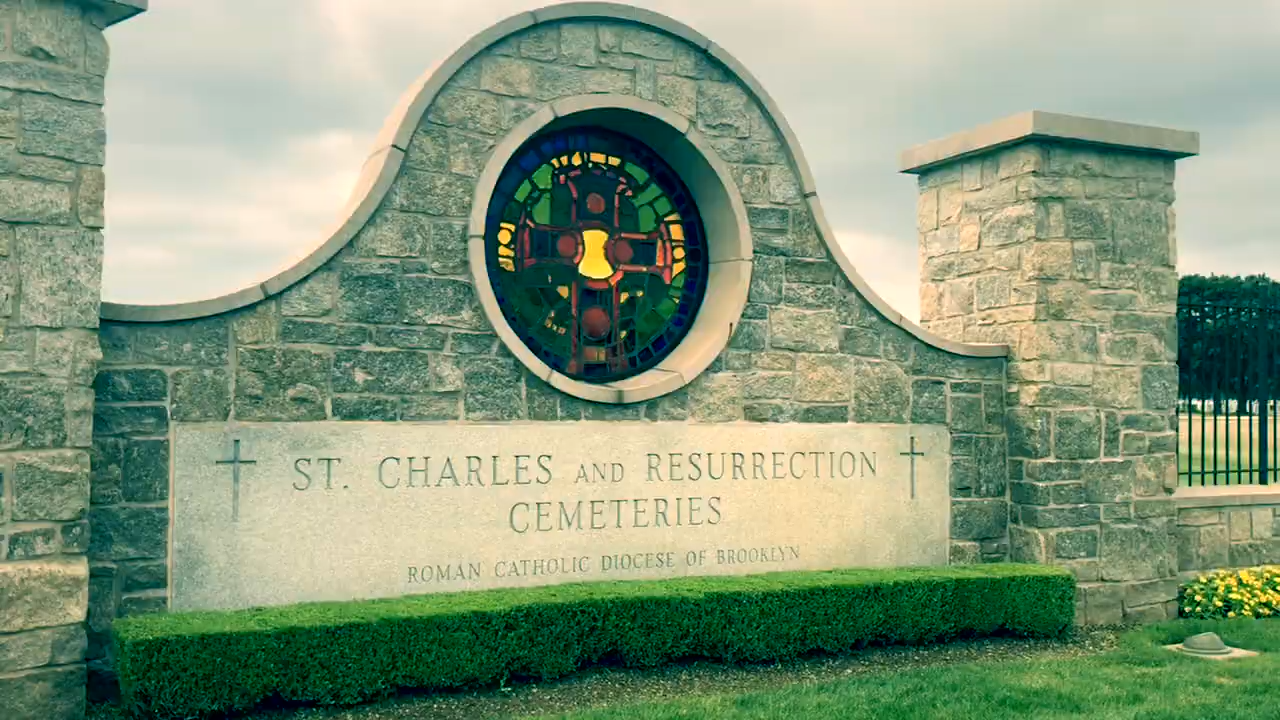 ST. CHARLES AND RESURRECTION
CEMETERIES
ROMAN CATHOLIC DIOCESE OF BROOKLYN